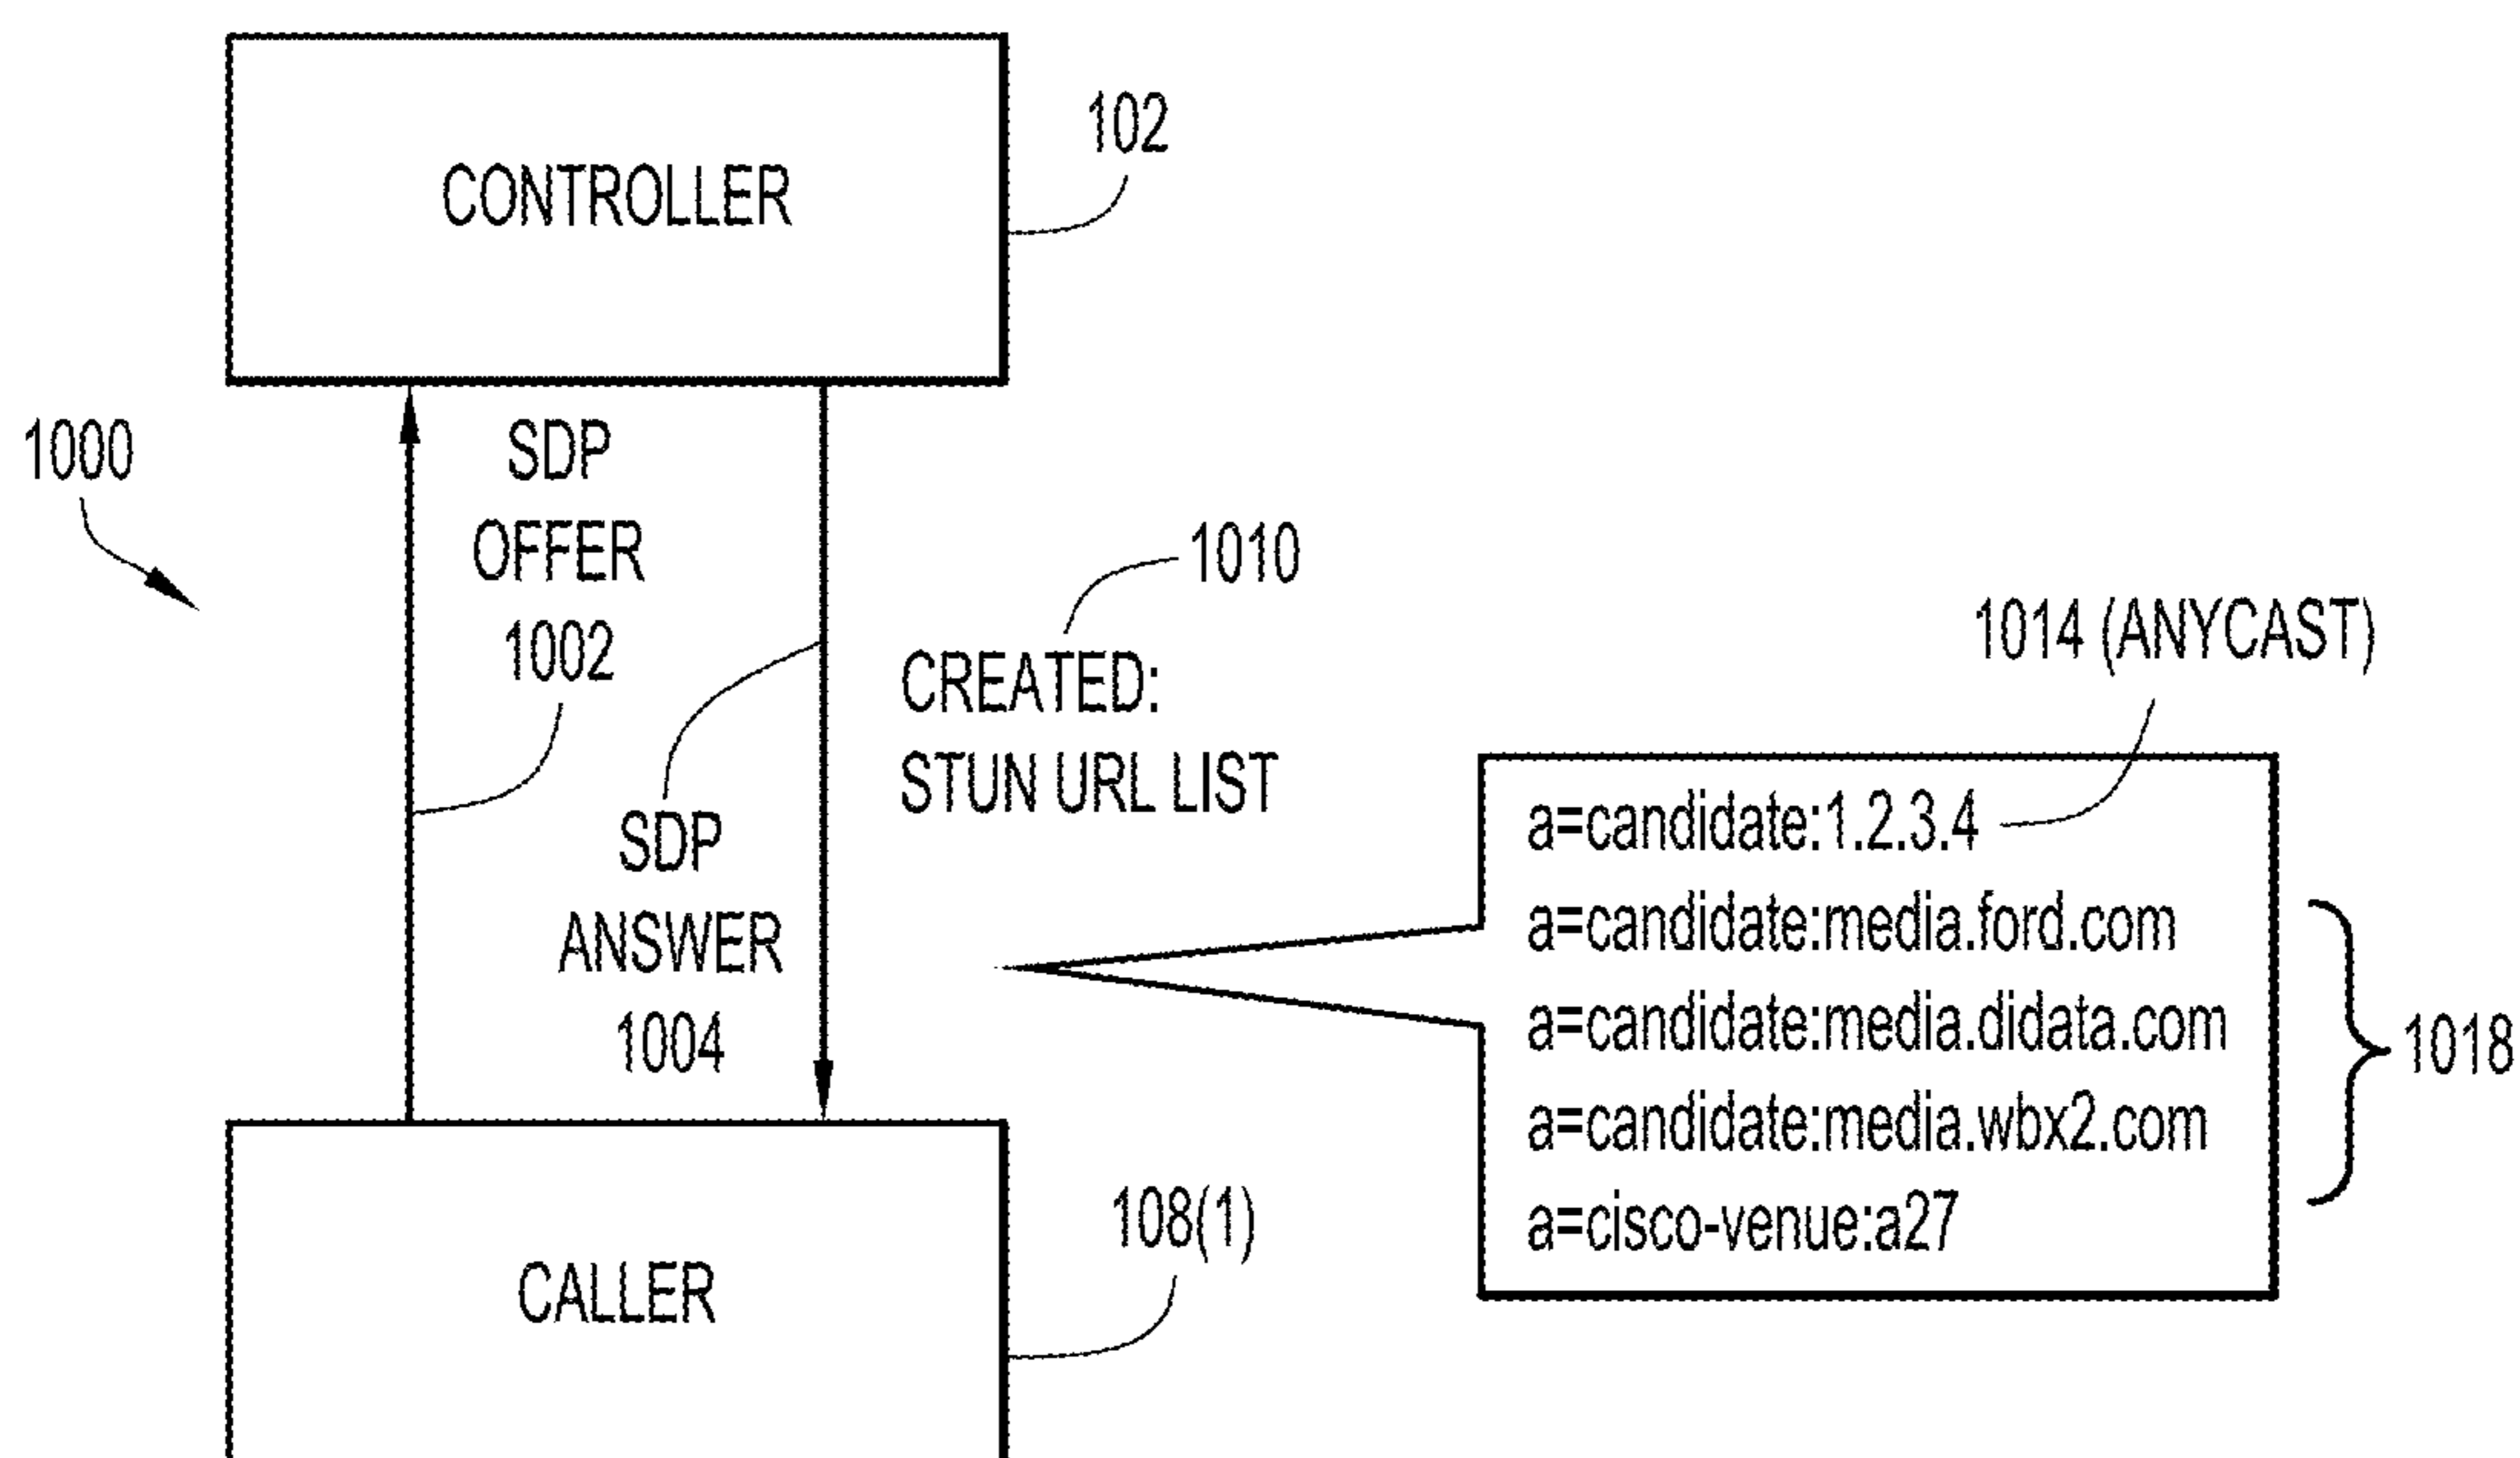 CONTROLLER
102
1000
SDP
OFFER
1002
1010
CREATED:
STUN URL LIST
SDP
ANSWER
1004
1014 (ANYCAST)
a=candidate:1.2.3.4
a=candidate:media.ford.com
a=candidate:media.didata.com
a=candidate:media.wbx2.com
a=cisco-venue:a27
1018
CALLER
108(1)